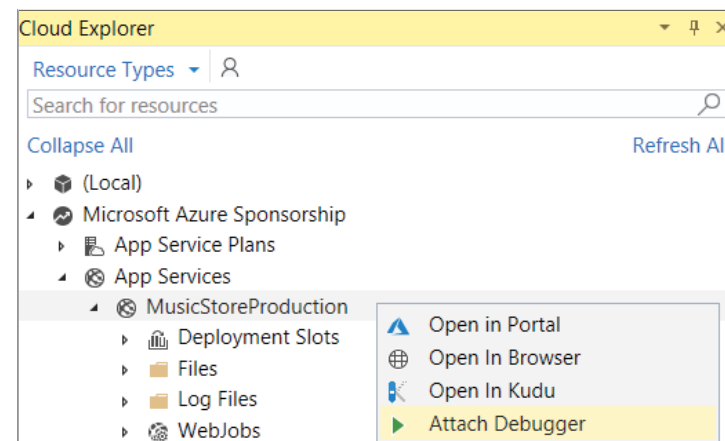 Cloud Explorer
Resource Types
Search for resources
Collapse All
Refresh Al
(Local)
Microsoft Azure Sponsorship
App Service Plans
App Services
MusicStoreProduction
Open in Portal
Deployment Slots
Open In Browser
Files
Open In Kudu
Log Files
Attach Debugger
WebJobs